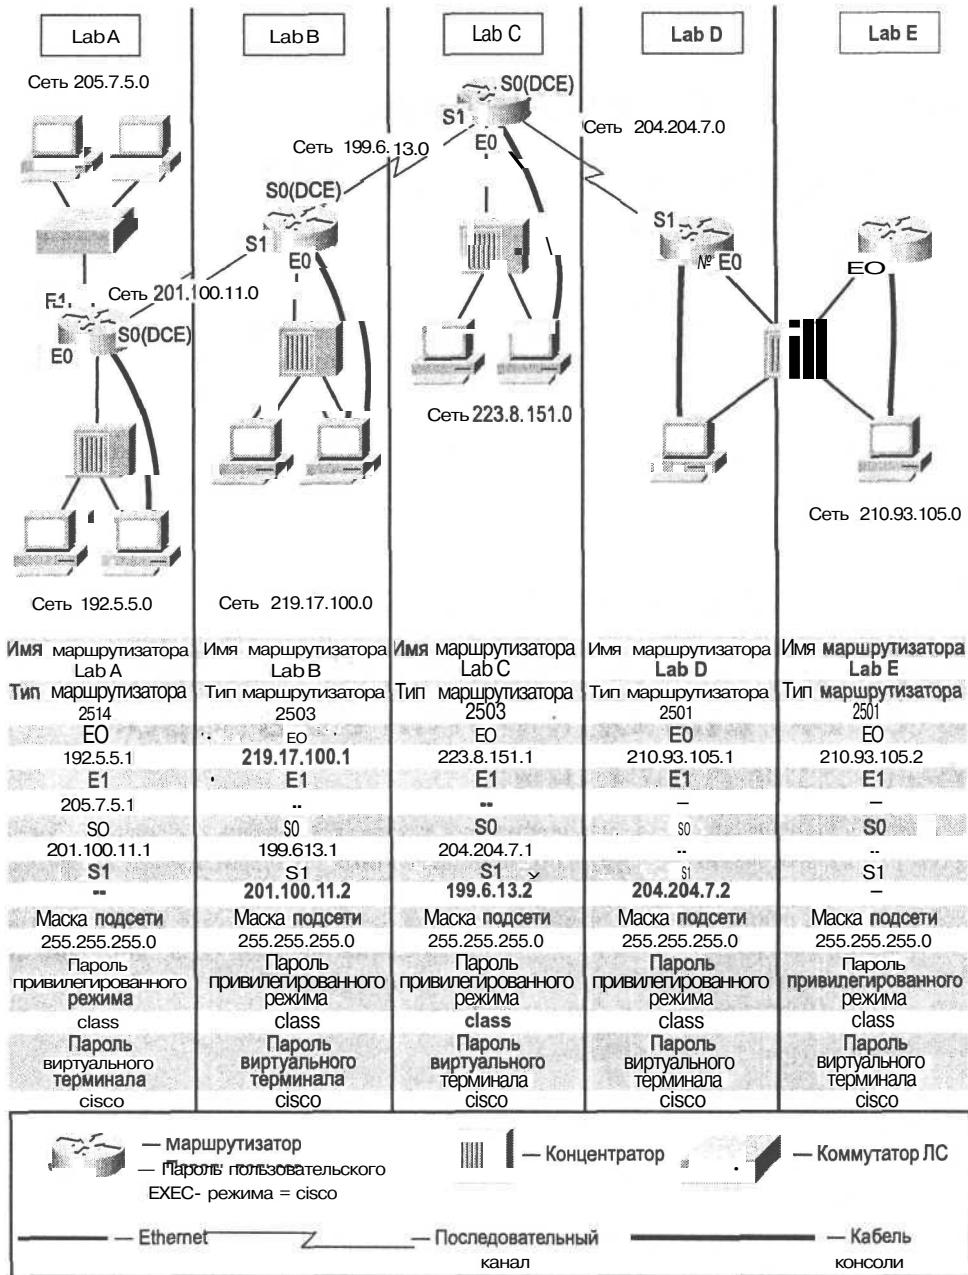 Lab A
Lab B
Lab C
Lab D
Lab E
Сеть 205.7.5.0
S0(DCE)
S1
E0
Сеть 204.204.7.0
Сеть 199.6.13.0
S0(DCE)
S1
E0
S1
№ E0
EO
Сеть 201.100.11.0
E1
S0(DCE)
E0
Сеть 223.8.151.0
Сеть 210.93.105.0
Сеть 192.5.5.0
Сеть 219.17.100.0
Имя маршрутизатора Имя маршрутизатора Имя маршрутизатора Имя маршрутизатора Имя маршрутизатора
Lab A Lab B Lab C Lab D Lab E
Тип маршрутизатора Тип маршрутизатора Тип маршрутизатора Тип маршрутизатора Тип маршрутизатора
2514 2503 2503 2501 2501
EO EO EO E0 EO
192.5.5.1 219.17.100.1 223.8.151.1 210.93.105.1 210.93.105.2
E1 E1 E1 E1 E1
205.7.5.1 -- -- — —
SO S0 S0 S0 S0
201.100.11.1 199.613.1 204.204.7.1 -- --
S1 S1 S1 S1 S1
-- 201.100.11.2 199.6.13.2 204.204.7.2 —
Маска подсети Маска подсети Маска подсети Маска подсети Маска подсети
255.255.255.0 255.255.255.0 255.255.255.0 255.255.255.0 255.255.255.0
Пароль Пароль Пароль Пароль Пароль
привилегированного привилегированного привилегированного привилегированного привилегированного
режима режима режима режима режима
class class class class class
Пароль Пароль Пароль Пароль Пароль
виртуального виртуального виртуального виртуального виртуального
терминала терминала терминала терминала терминала
cisco cisco cisco cisco cisco
— маршрутизатор
— Пароль пользовательского
EXEC- режима = cisco
— Концентратор
— Коммутатор ЛС
— Ethernet
— Последовательный
канал
— Кабель
консоли